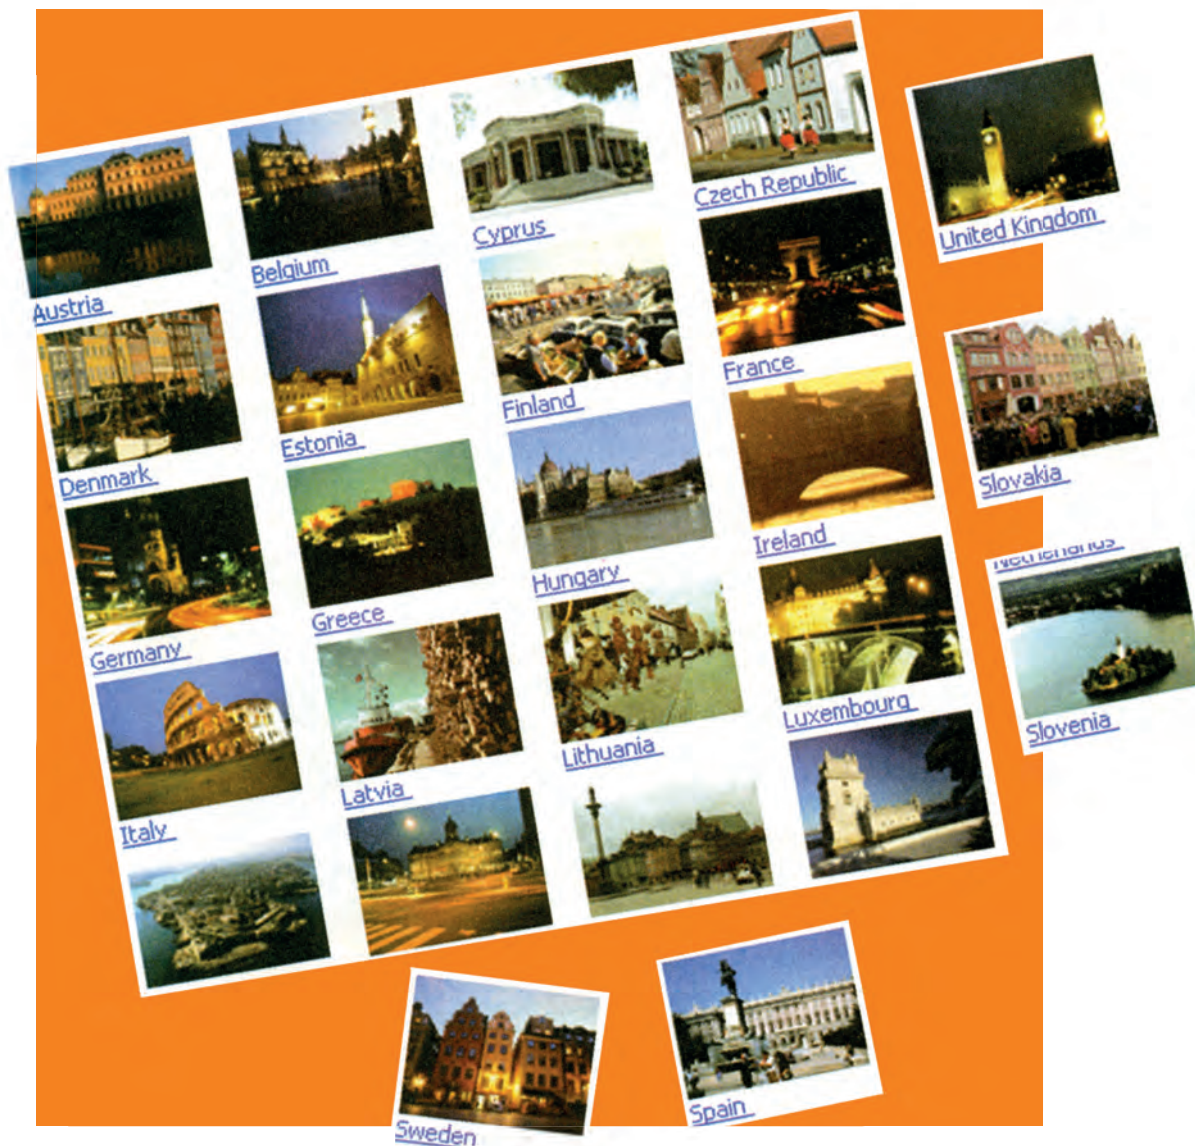 Austria
Belgium
Cyprus
Czech Republic
United Kingdom
Denmark
Estonia
Finland
France
Slovakia
Germany
Greece
Hungary
Ireland
Netherlands
Italy
Latvia
Lithuania
Luxembourg
Slovenia
Sweden
Spain